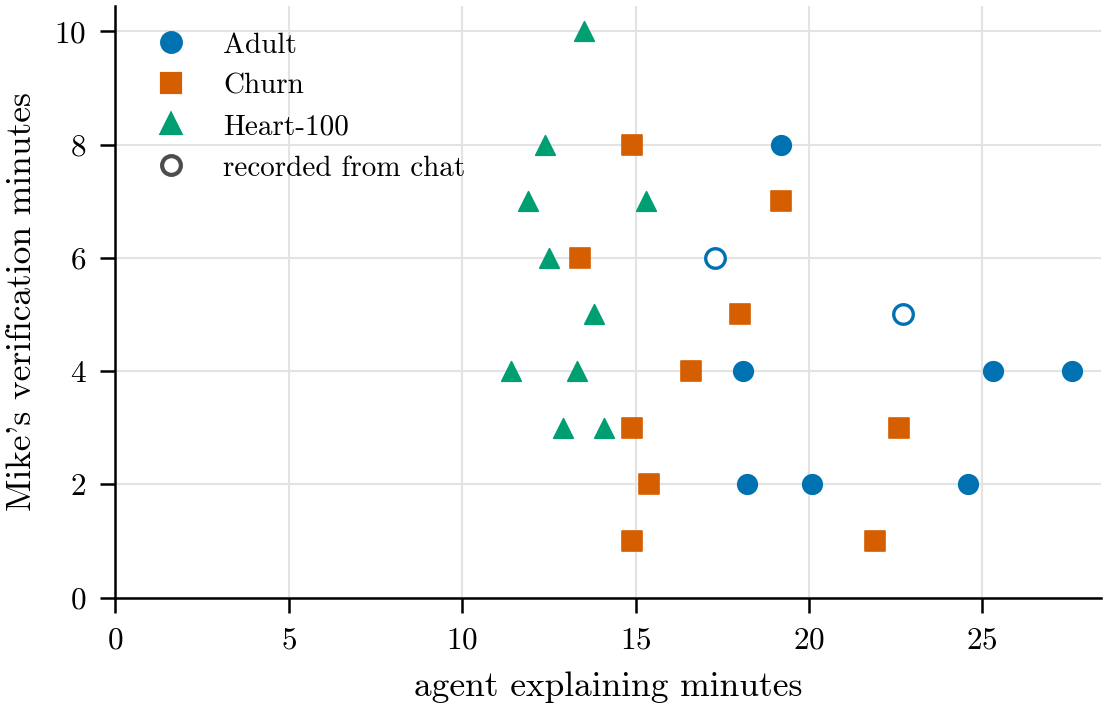 Adult
Churn
Heart-100
recorded from chat
Mike's verification minutes
10
8
6
4
2
0
0 5 10 15 20 25
agent explaining minutes